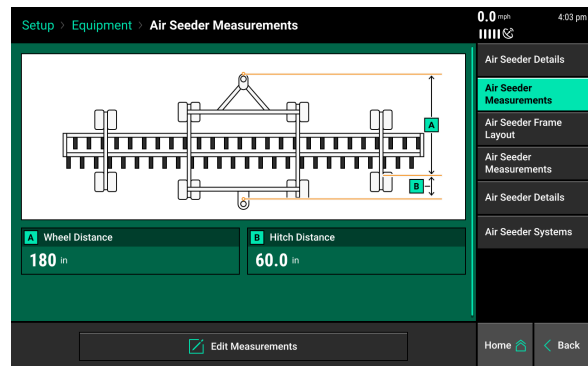 Setup > Equipment > Air Seeder Measurements
0.0 mph
4:03 pm
A
B
A Wheel Distance
180 in
B Hitch Distance
60.0 in
Edit Measurements
Air Seeder Details
Air Seeder
Measurements
Air Seeder Frame
Layout
Air Seeder
Measurements
Air Seeder Details
Air Seeder Systems
Home
< Back